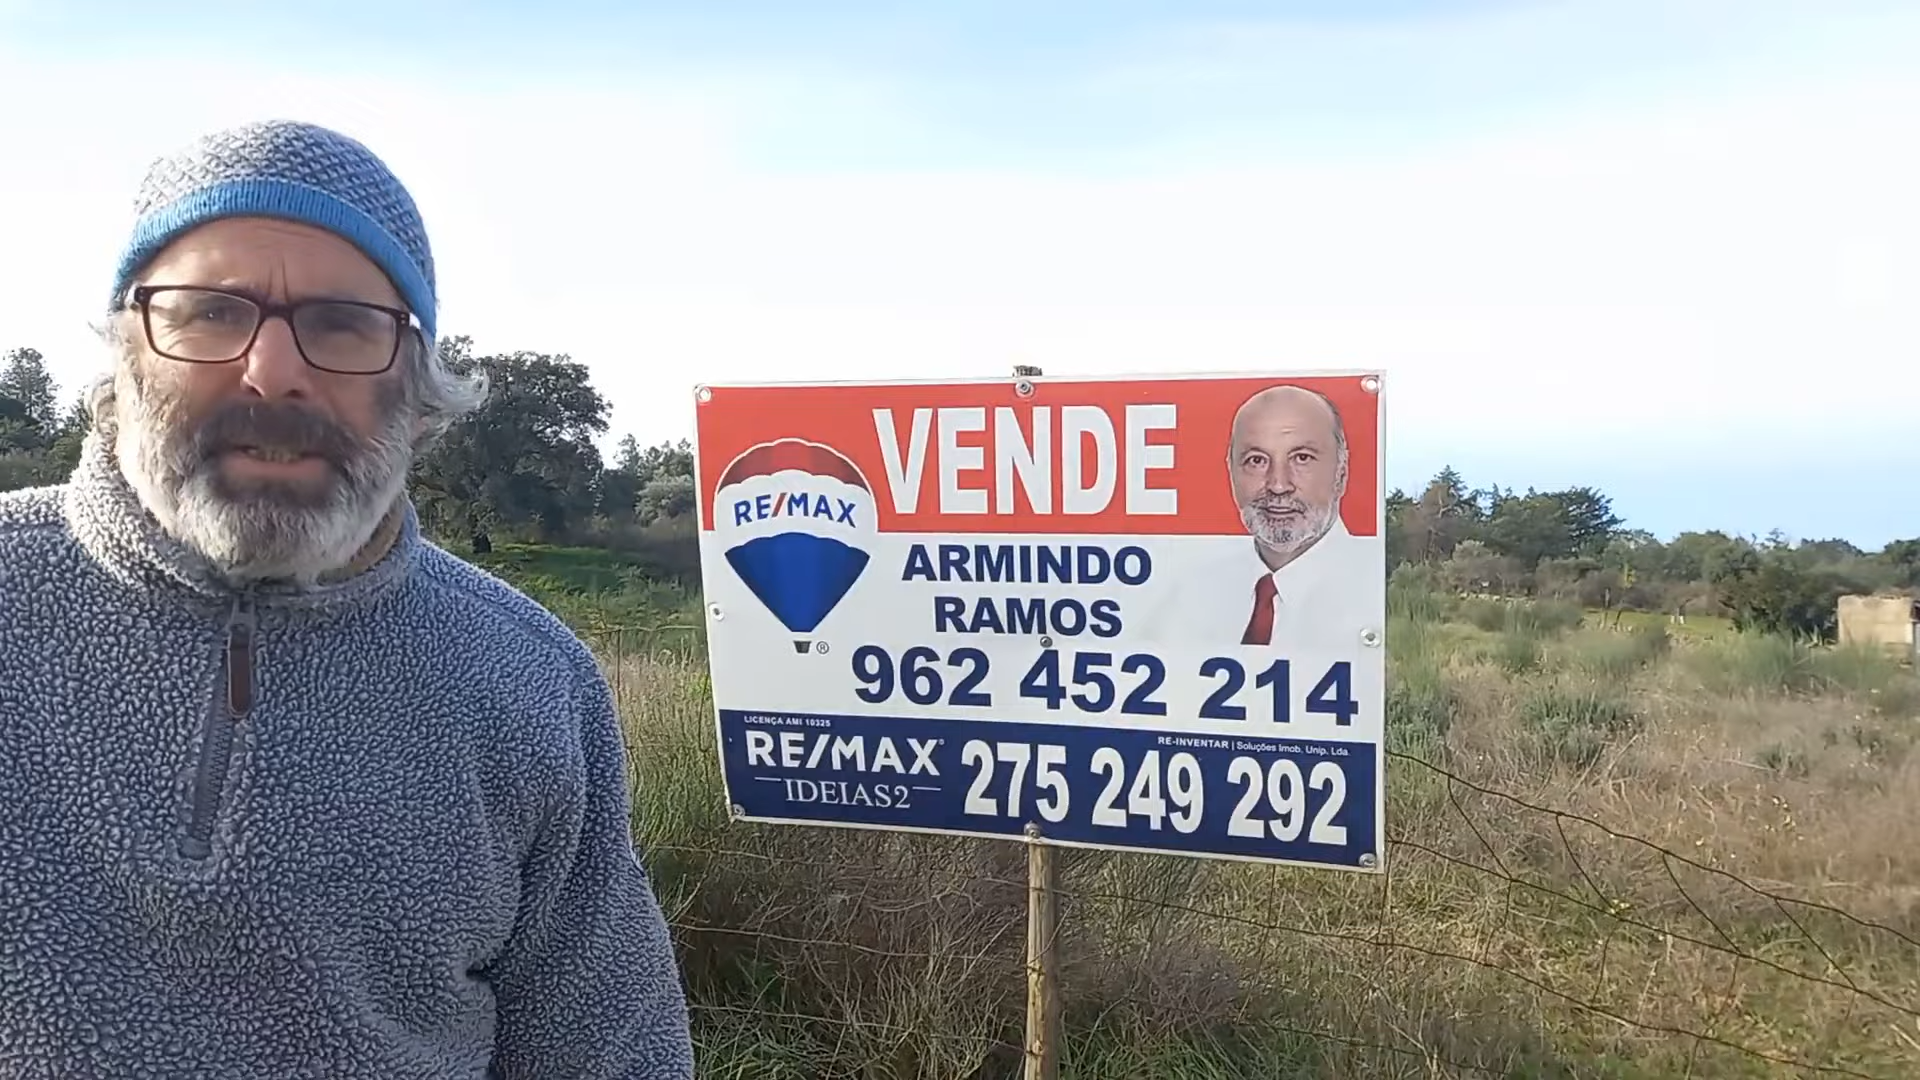 VENDE
RE/MAX
ARMINDO
RAMOS
®
962 452 214
LICENÇA AMI 10325
RE-INVENTAR | Soluções Imob. Unip. Lda.
RE/MAX
IDEIAS2
275 249 292